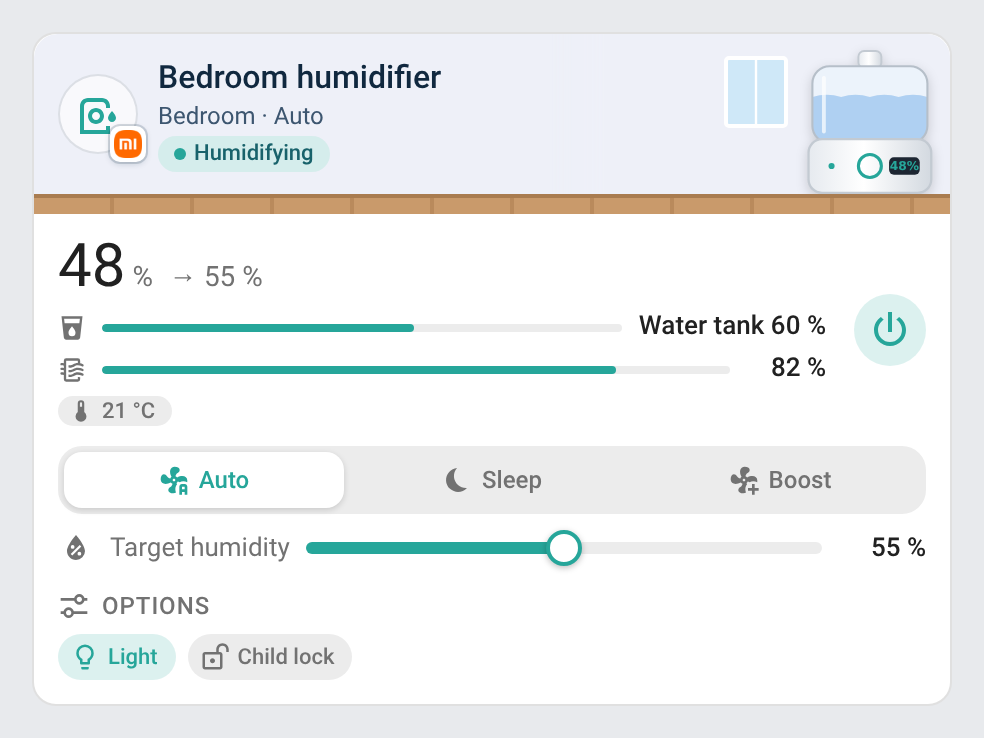 Bedroom humidifier
Bedroom · Auto
Humidifying
mi
48%
48 % → 55 %
Water tank 60 %
82 %
21 °C
Auto Sleep Boost
Target humidity 55 %
OPTIONS
Light Child lock